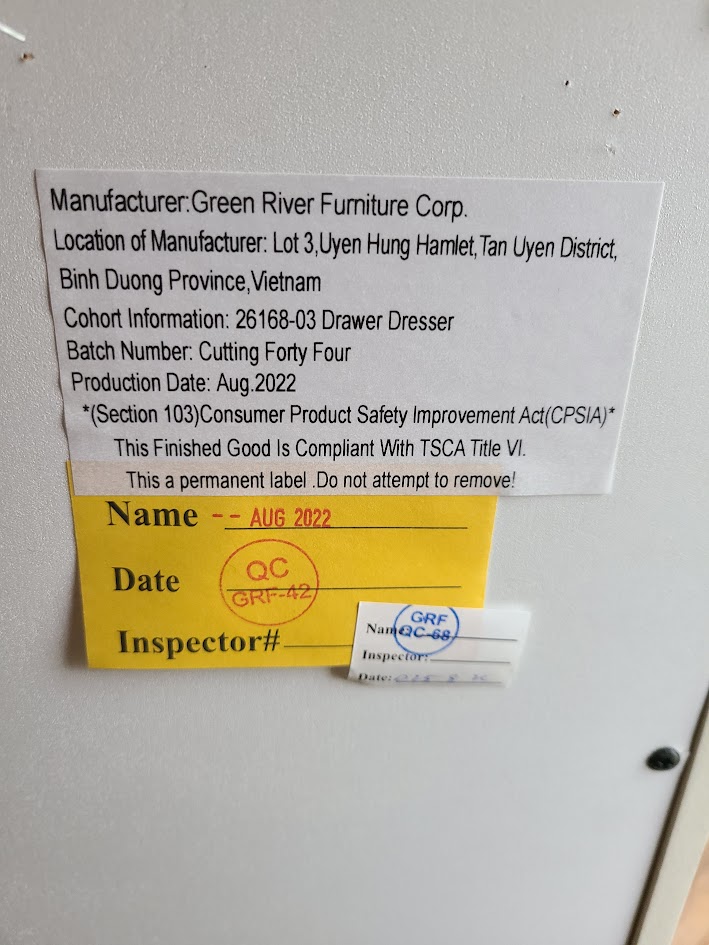 Manufacturer:Green River Furniture Corp.
Location of Manufacturer: Lot 3,Uyen Hung Hamlet,Tan Uyen District,
Binh Duong Province,Vietnam
Cohort Information: 26168-03 Drawer Dresser
Batch Number: Cutting Forty Four
Production Date: Aug.2022
*(Section 103)Consumer Product Safety Improvement Act(CPSIA)*
This Finished Good Is Compliant With TSCA Title VI.
This a permanent label .Do not attempt to remove!
Name -- AUG 2022
Date
QC
GRF-42
Inspector#
GRF
Name QC-68
Inspector:
Date: